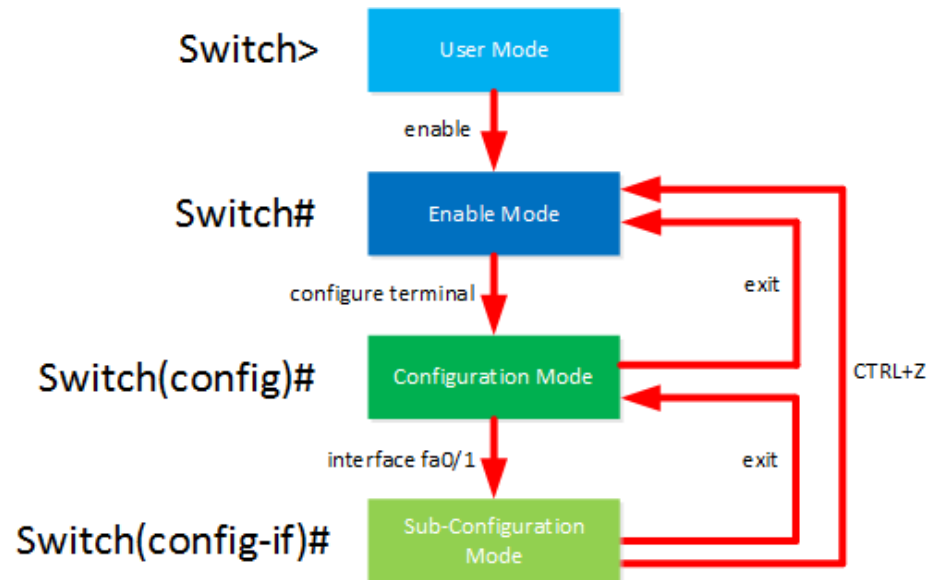 Switch>
User Mode
enable
Switch#
Enable Mode
configure terminal
exit
Switch(config)#
Configuration Mode
CTRL+Z
interface fa0/1
exit
Switch(config-if)#
Sub-Configuration
Mode